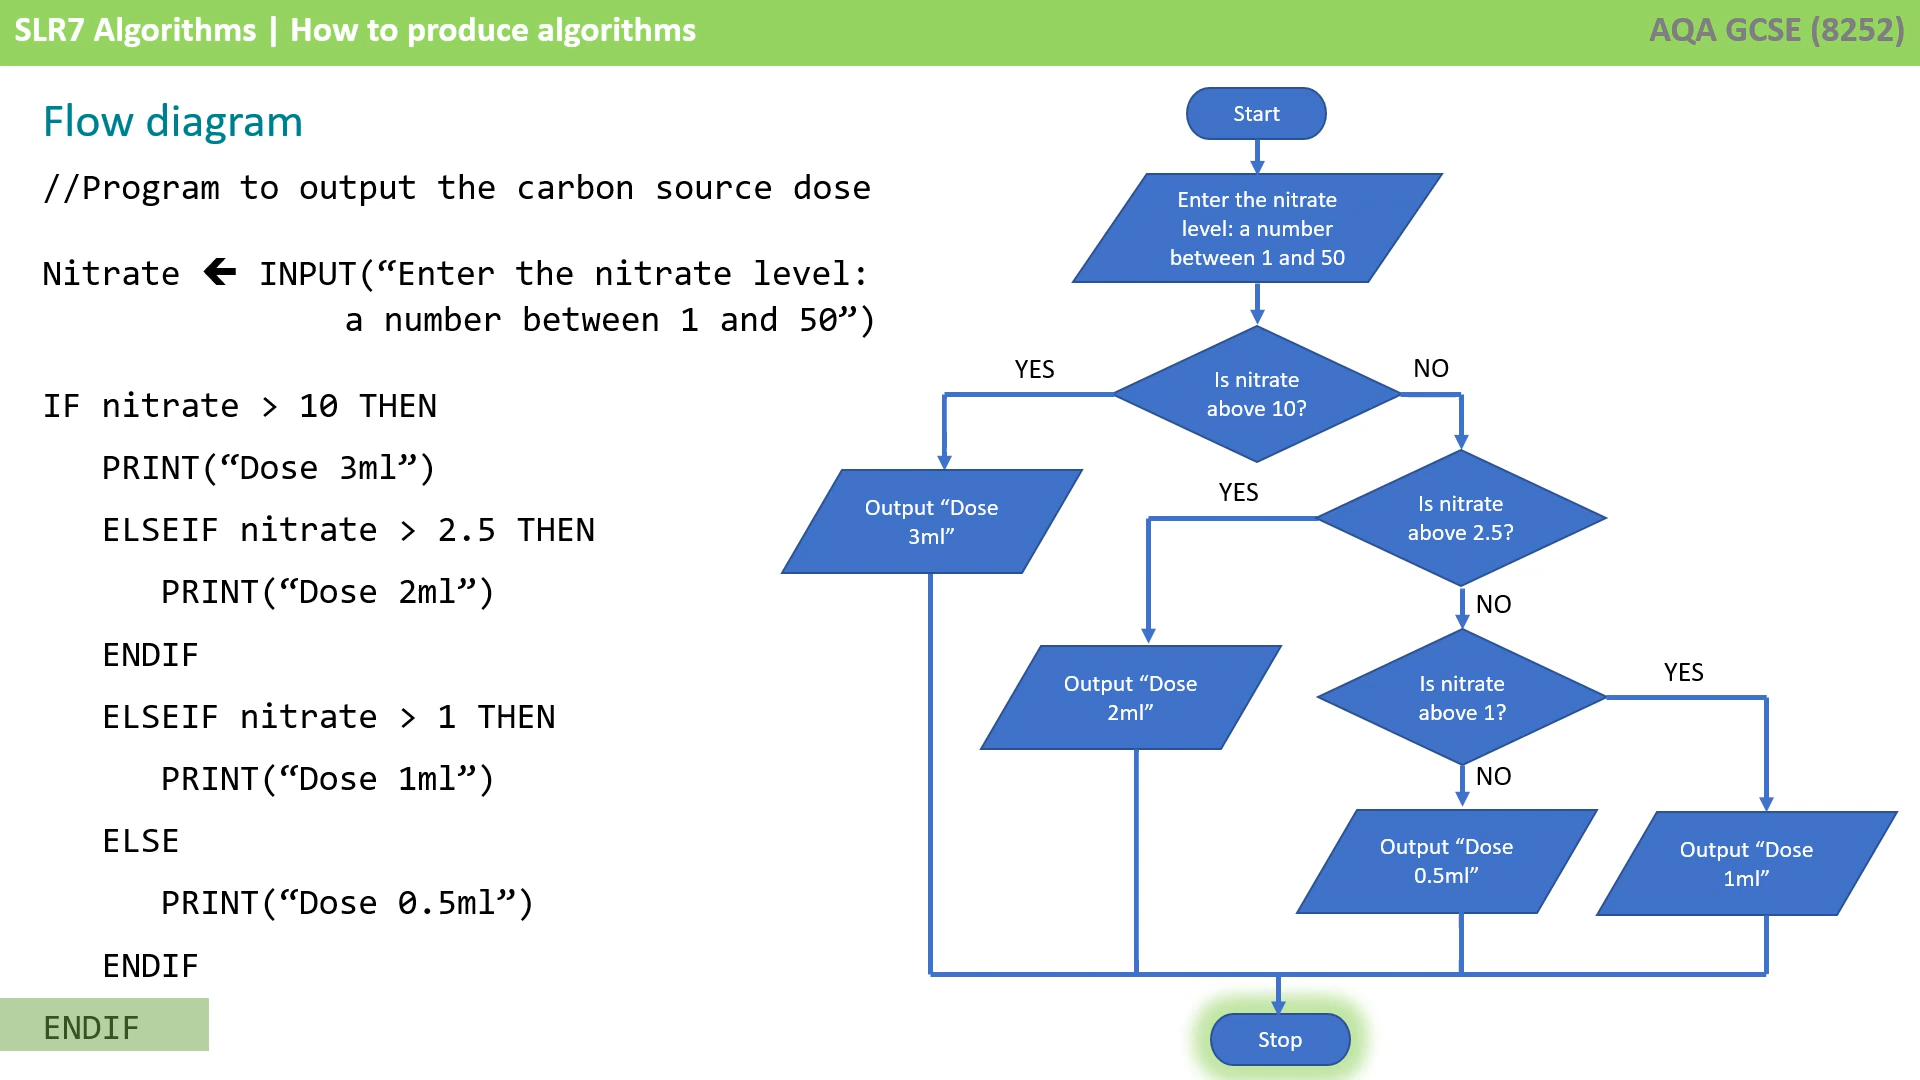 SLR7 Algorithms | How to produce algorithms
AQA GCSE (8252)
Flow diagram
//Program to output the carbon source dose
Nitrate 🡸 INPUT(“Enter the nitrate level:
a number between 1 and 50”)
IF nitrate > 10 THEN
PRINT(“Dose 3ml”)
ELSEIF nitrate > 2.5 THEN
PRINT(“Dose 2ml”)
ENDIF
ELSEIF nitrate > 1 THEN
PRINT(“Dose 1ml”)
ELSE
PRINT(“Dose 0.5ml”)
ENDIF
ENDIF
Start
Enter the nitrate
level: a number
between 1 and 50
Is nitrate
above 10?
YES
NO
Output “Dose
3ml”
Is nitrate
above 2.5?
YES
NO
Output “Dose
2ml”
Is nitrate
above 1?
YES
NO
Output “Dose
0.5ml”
Output “Dose
1ml”
Stop